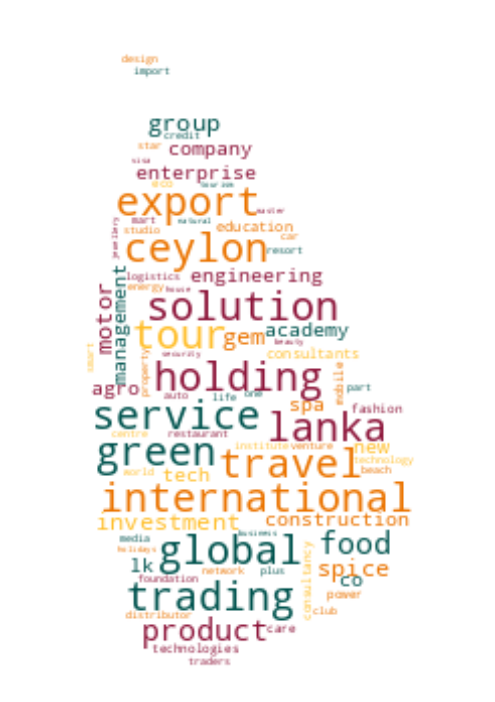 design
import
group
credit
star company
visa
enterprise
eco tourism
export master
mart natural
studio education
car
jewellery
ceylon resort
management
logistics engineering
energy house
motor
solution
tour gem academy
beauty
smart
property
security consultants
holding
mobile
agro part
auto life one
spa fashion
service lanka
centre restaurant
green institute venture new
travel technology
world tech beach
international
investment construction
business
media
holidays global food
lk network plus consultancy spice
co
foundation
trading power
distributor club
product care
technologies
traders